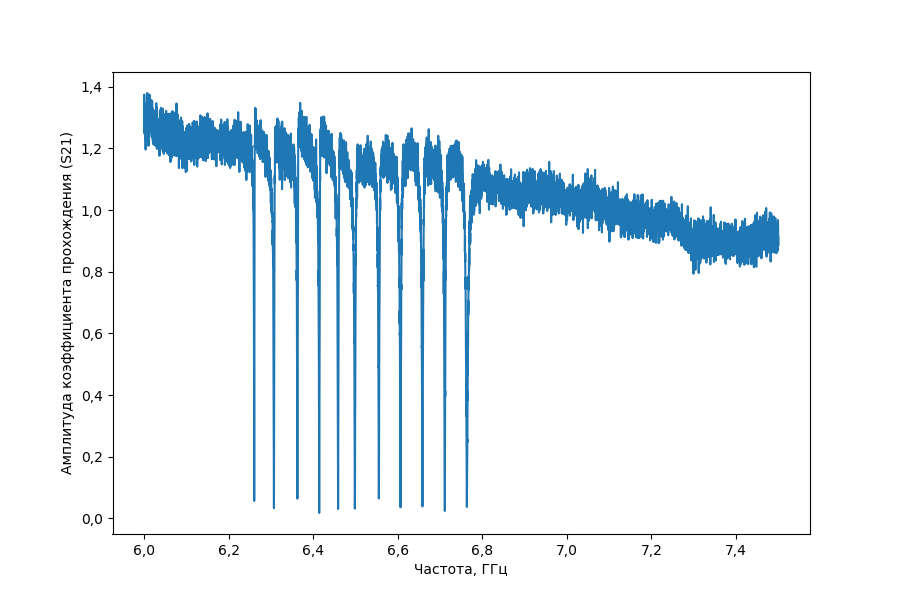 Амплитуда коэффициента прохождения (S21)
1,4
1,2
1,0
0,8
0,6
0,4
0,2
0,0
6,0 6,2 6,4 6,6 6,8 7,0 7,2 7,4
Частота, ГГц